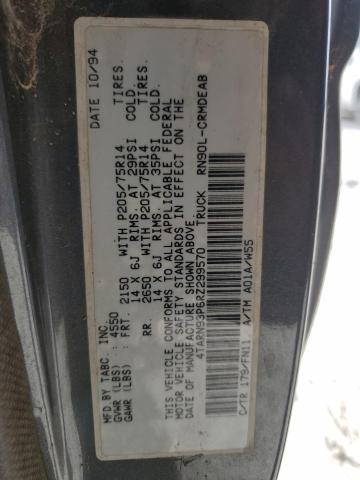 MFD BY TABC, INC. DATE 10/94
GVWR (LBS) 4550
GAWR (LBS) FRT. 2150 WITH P205/75R14 TIRES.
14 X 6J RIMS. AT 29PSI COLD.
RR. 2650 WITH P205/75R14 TIRES.
14 X 6J RIMS. AT 35PSI COLD.
THIS VEHICLE CONFORMS TO ALL APPLICABLE FEDERAL
MOTOR VEHICLE SAFETY STANDARDS IN EFFECT ON THE
DATE OF MANUFACTURE SHOWN ABOVE.
4TARN93P6RZ299570 TRUCK RN90L-CRMDEAB
C/TR 179/FN11 A/TM A01A/W55